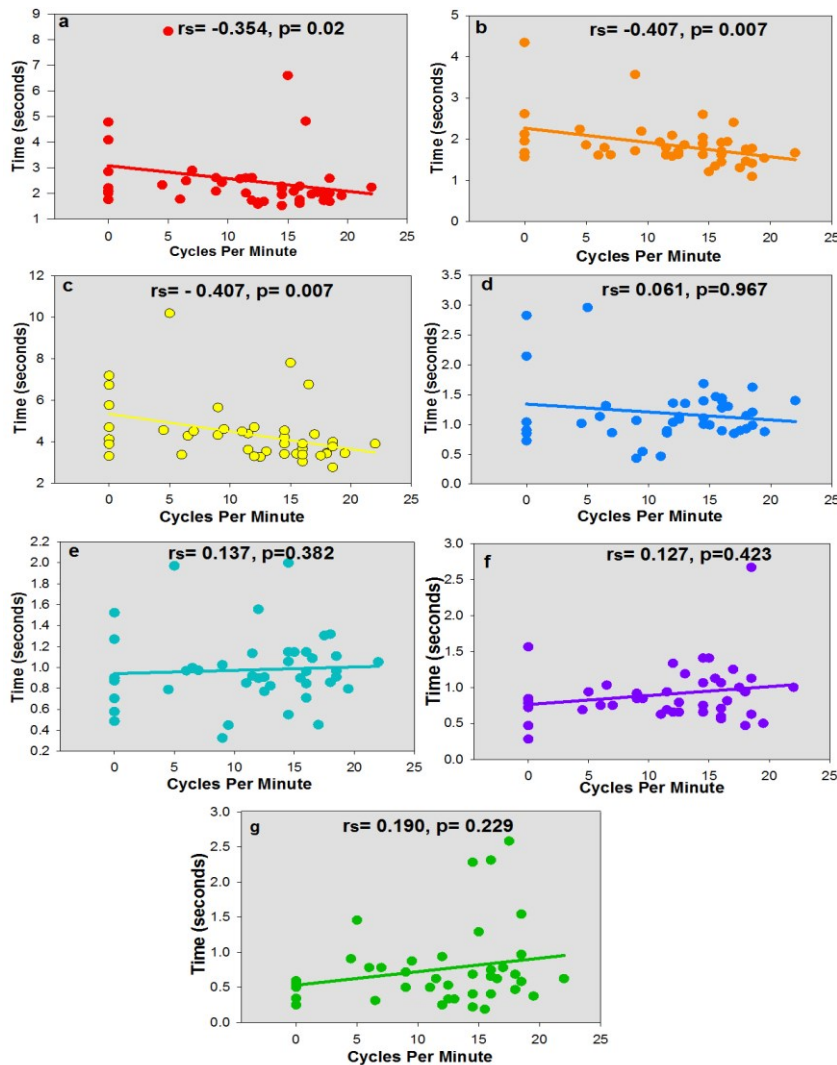 a
rs= -0.354, p= 0.02
Time (seconds)
9
8
7
6
5
4
3
2
1
0 5 10 15 20 25
Cycles Per Minute
b
rs= -0.407, p= 0.007
Time (seconds)
5
4
3
2
1
0
0 5 10 15 20 25
Cycles Per Minute
c
rs= - 0.407, p= 0.007
Time (seconds)
12
10
8
6
4
2
0 5 10 15 20 25
Cycles Per Minute
d
rs= 0.061, p=0.967
Time (seconds)
3.5
3.0
2.5
2.0
1.5
1.0
0.5
0.0
0 5 10 15 20 25
Cycles Per Minute
e
rs= 0.137, p=0.382
Time (seconds)
2.2
2.0
1.8
1.6
1.4
1.2
1.0
0.8
0.6
0.4
0.2
0 5 10 15 20 25
Cycles Per Minute
f
rs= 0.127, p=0.423
Time (seconds)
3.0
2.5
2.0
1.5
1.0
0.5
0.0
0 5 10 15 20 25
Cycles Per Minute
g
rs= 0.190, p= 0.229
Time (seconds)
3.0
2.5
2.0
1.5
1.0
0.5
0.0
0 5 10 15 20 25
Cycles Per Minute